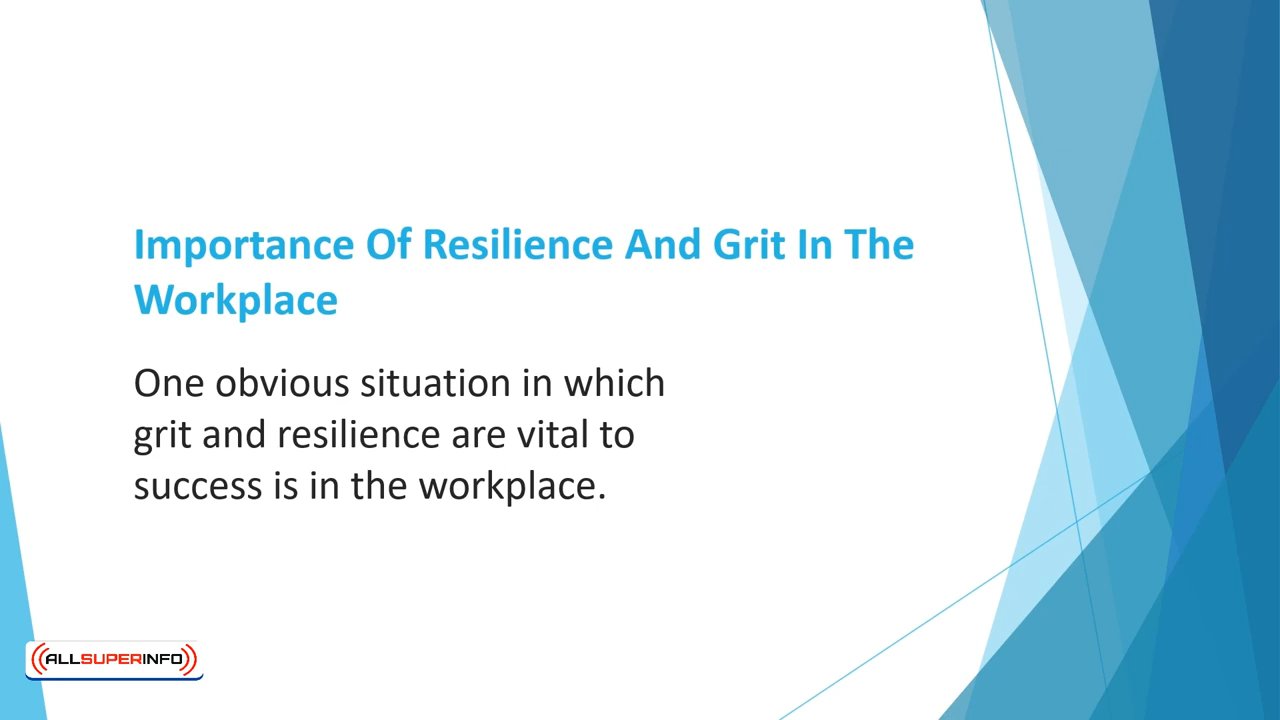 Importance Of Resilience And Grit In The
Workplace
One obvious situation in which
grit and resilience are vital to
success is in the workplace.
ALLSUPERINFO